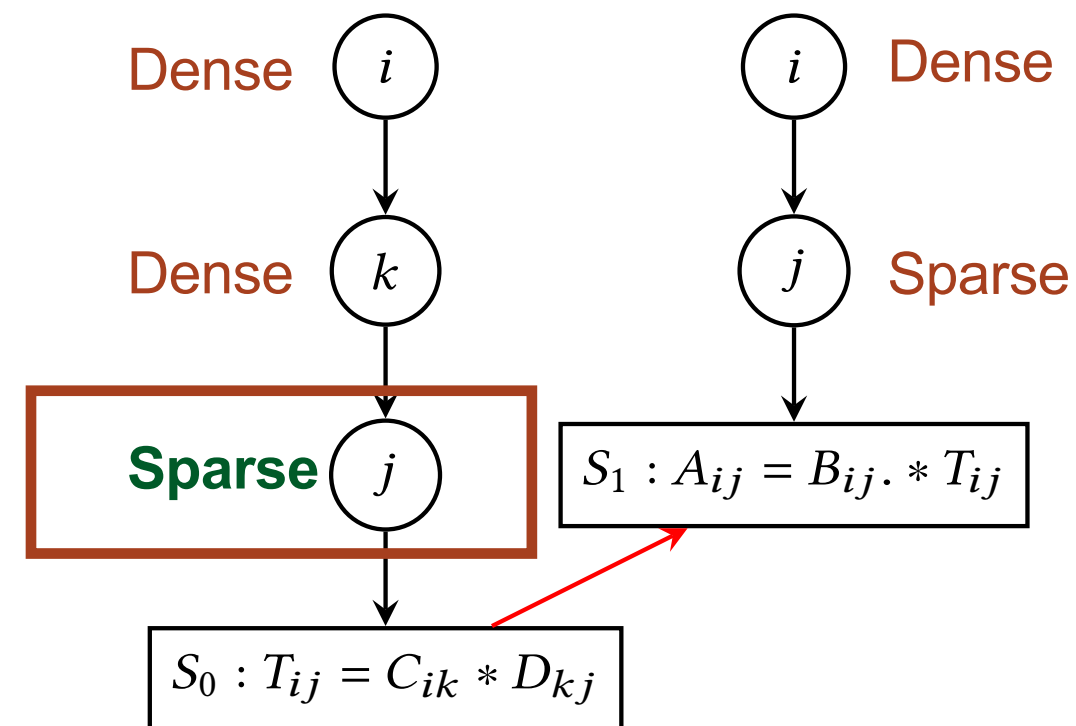 Dense i
Dense k
Sparse j
S₀ : Tᵢⱼ = Cᵢₖ * Dₖⱼ
i Dense
j Sparse
S₁ : Aᵢⱼ = Bᵢⱼ. * Tᵢⱼ